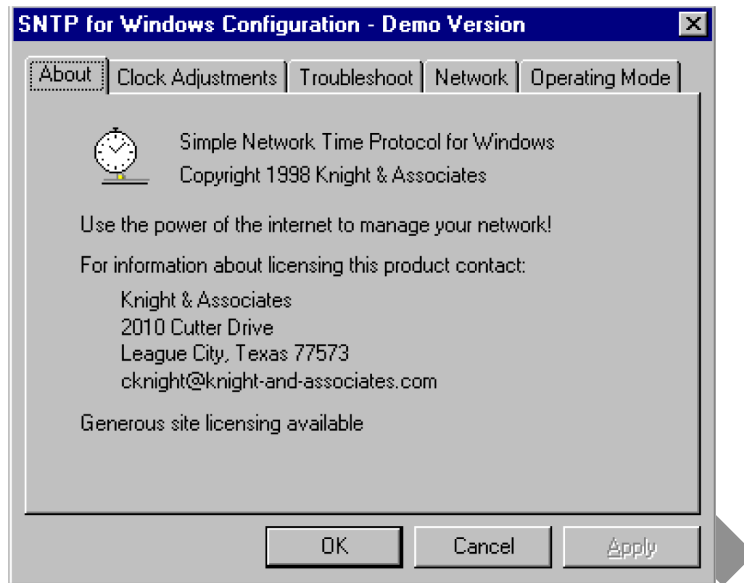 SNTP for Windows Configuration - Demo Version
About
Clock Adjustments
Troubleshoot
Network
Operating Mode
Simple Network Time Protocol for Windows
Copyright 1998 Knight & Associates
Use the power of the internet to manage your network!
For information about licensing this product contact:
Knight & Associates
2010 Cutter Drive
League City, Texas 77573
cknight@knight-and-associates.com
Generous site licensing available
OK
Cancel
Apply